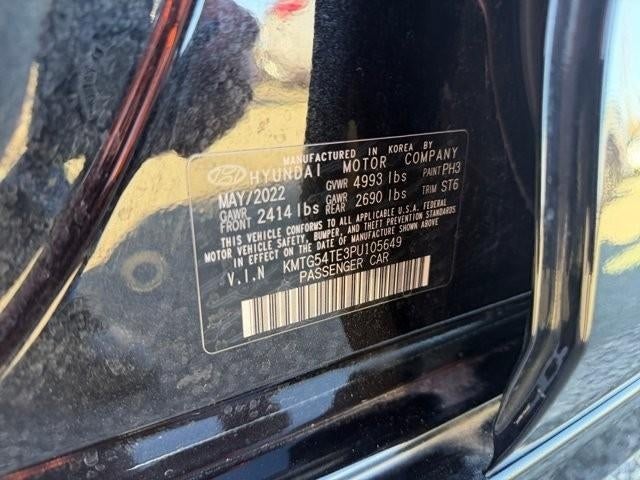 MANUFACTURED IN KOREA BY
HYUNDAI MOTOR COMPANY
MAY/2022 GVWR 4993 lbs PAINT PH3
GAWR FRONT 2414 lbs GAWR REAR 2690 lbs TRIM ST6
THIS VEHICLE CONFORMS TO ALL APPLICABLE U.S.A. FEDERAL
MOTOR VEHICLE SAFETY, BUMPER, AND THEFT PREVENTION STANDARDS
IN EFFECT ON THE DATE OF MANUFACTURE SHOWN ABOVE.
V.I.N KMTG54TE3PU105649
PASSENGER CAR